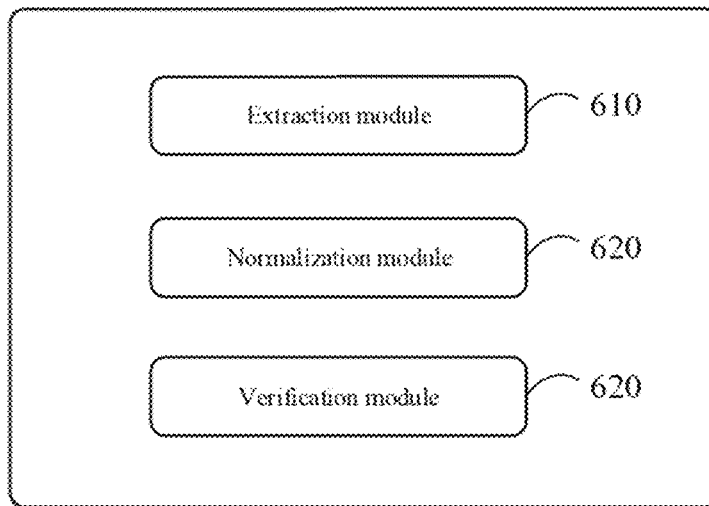 Extraction module 610
Normalization module 620
Verification module 620